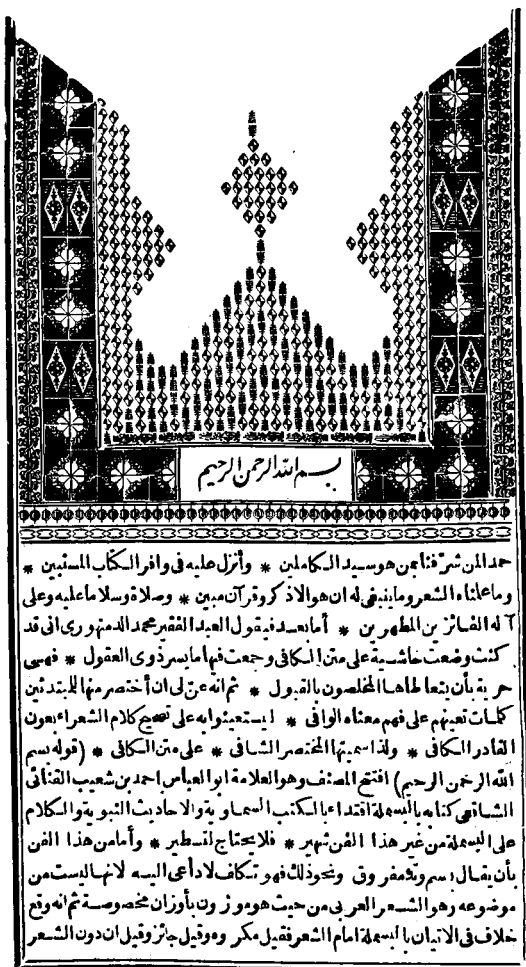 بسم الله الرحمن الرحيم
حمدا لمن شرّفنا بمن هو سيد الكاملين * وأنزل عليه في وافر الكتاب المستبين *
وما علمناه الشعر وما ينبغي له ان هو الا ذكر وقرآن مبين * وصلاة وسلاما عليه وعلى
آله الفائزين المطهرين * أما بعد فيقول العبد الفقير محمد الدمنهوري اني قد
كنت وضعت حاشية على متن الكافي وجمعت فيها ما يسر ذوي العقول * فهي
حرية بأن يتعاطاها المخلصون بالقبول * ثم انه عنّ لي ان أختصر منها للمبتدئين
كلمات تعينهم على فهم معناه الوافي * ليستعينوا به على تصحيح كلام الشعراء بعون
القادر الكافي * ولذا سميتها المختصر الشافي * على متن الكافي * (قوله بسم
الله الرحمن الرحيم) افتتح المصنف وهو العلامة ابو العباس احمد بن شعيب القنائي
الشافعي كتابه بالبسملة اقتداء بالكتب السماوية والاحاديث النبوية والكلام
على البسملة من غير هذا الفن شهير * فلا يحتاج لتسطير * وأما من هذا الفن
بأن يقال بسم وتد مفروق ونحو ذلك فهو تكلف لا داعي اليه لانها ليست من
موضوعه وهو الشعر العربي من حيث هو موزون بأوزان مخصوصة ثم انه وقع
خلاف في الاتيان بالبسملة امام الشعر فقيل مكروه وقيل جائز وقيل ان دون الشعر